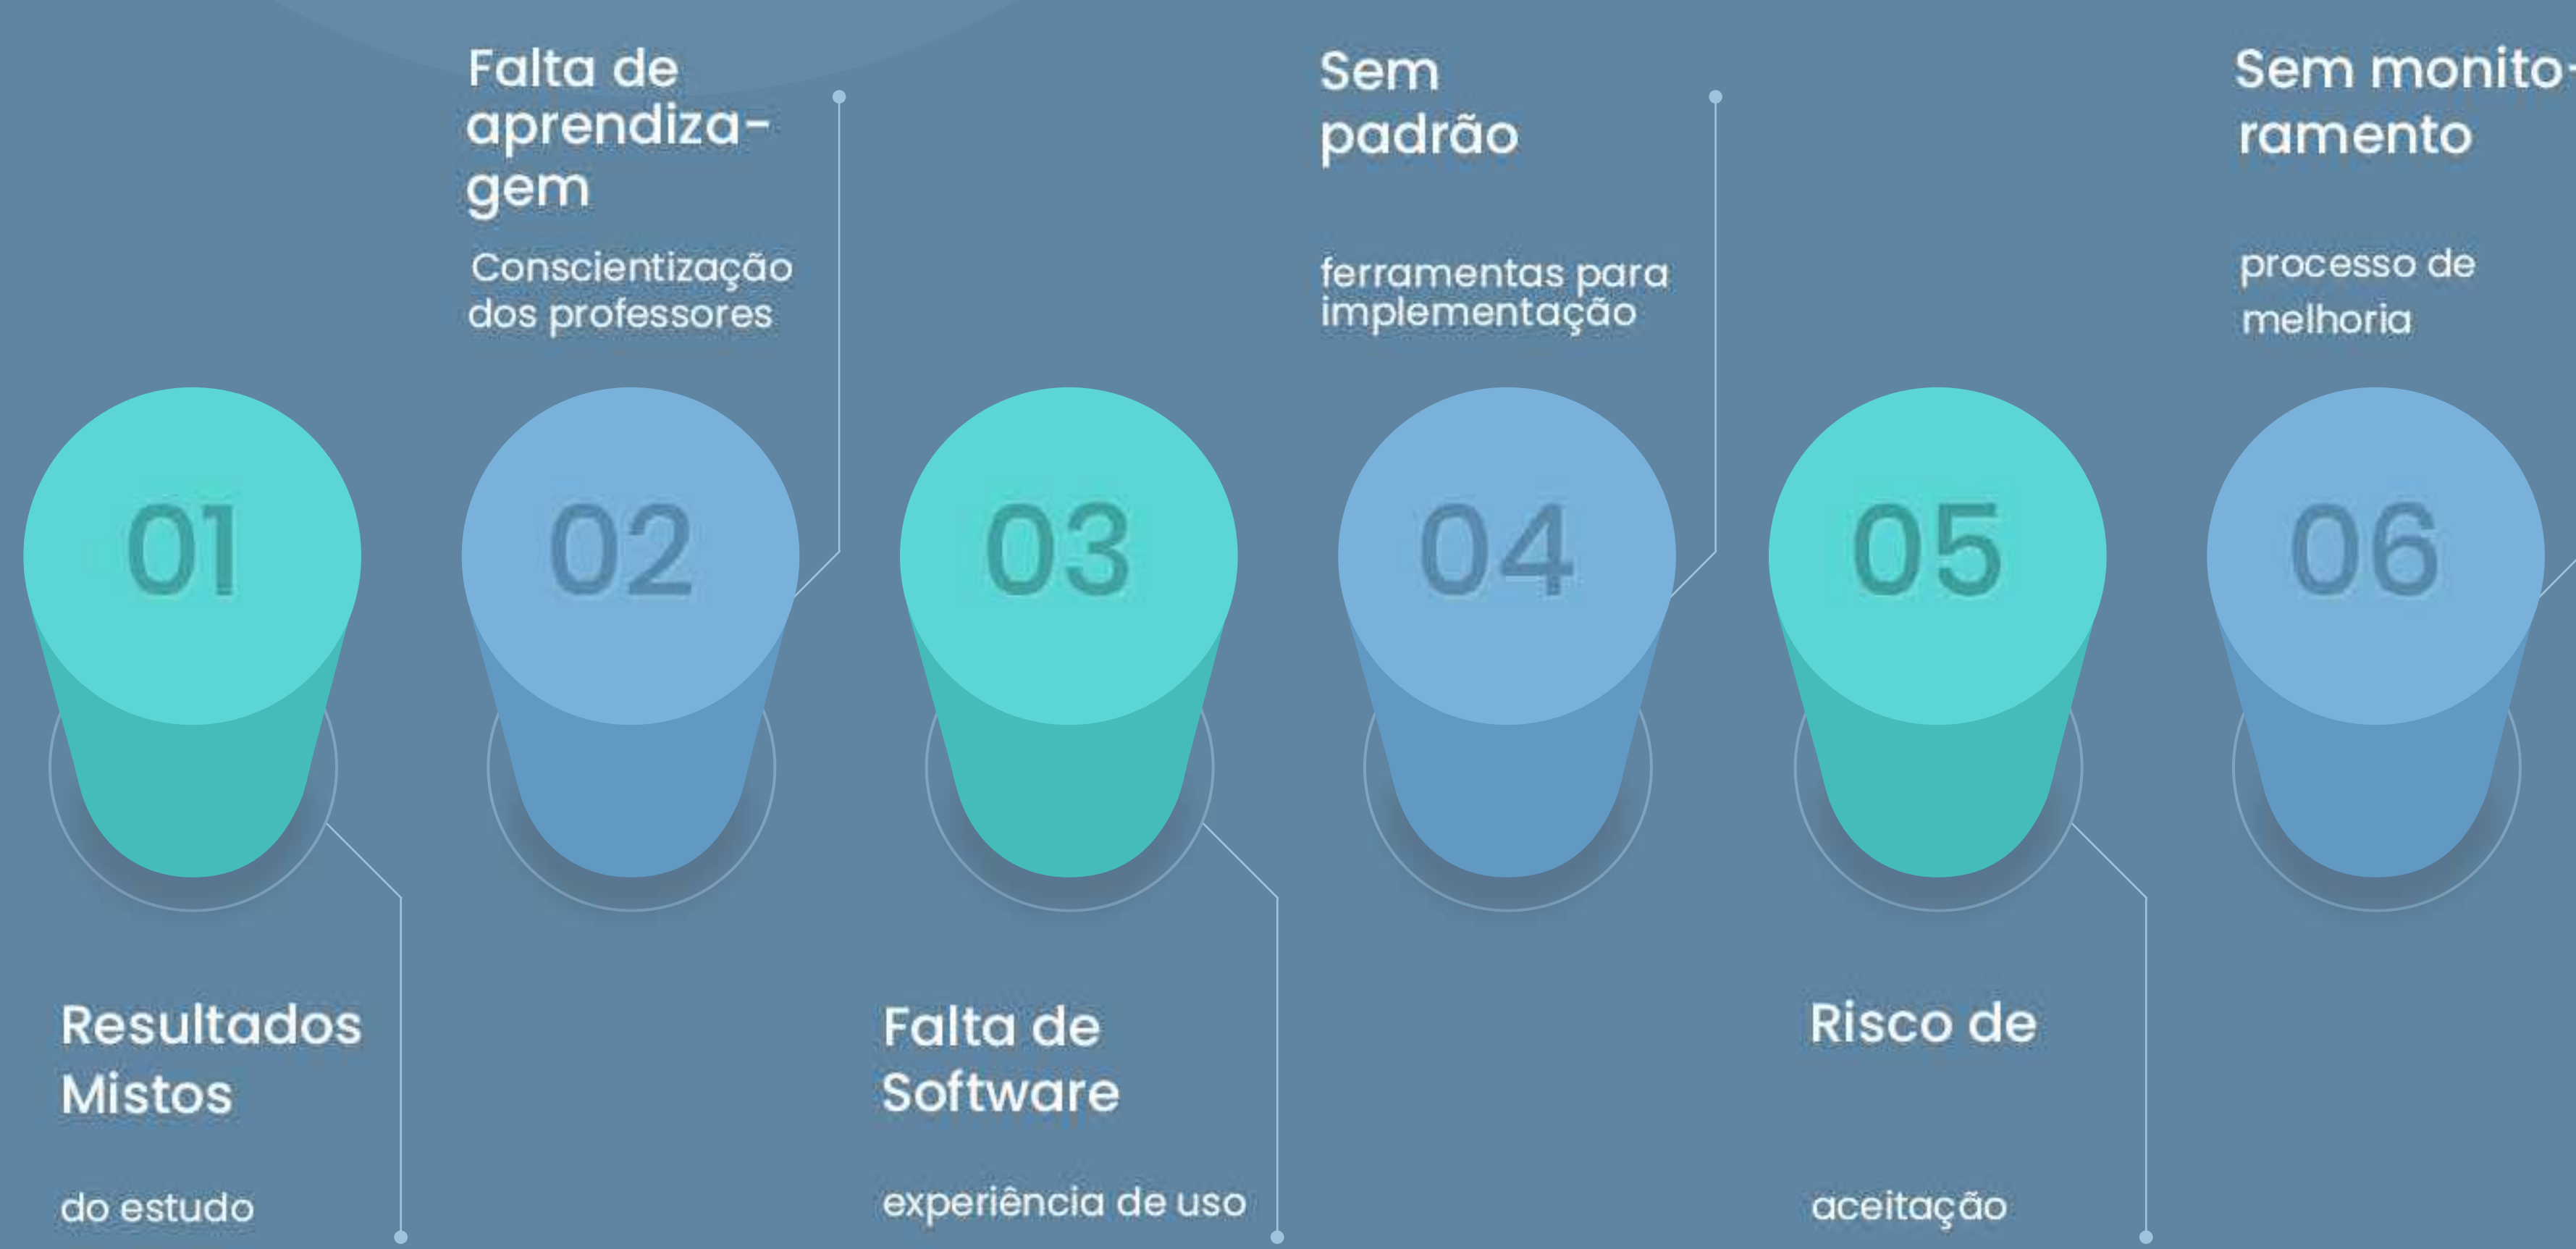 01
Resultados
Mistos
do estudo
02
Falta de
aprendiza-
gem
Conscientização
dos professores
03
Falta de
Software
experiência de uso
04
Sem
padrão
ferramentas para
implementação
05
Risco de
aceitação
06
Sem monito-
ramento
processo de
melhoria